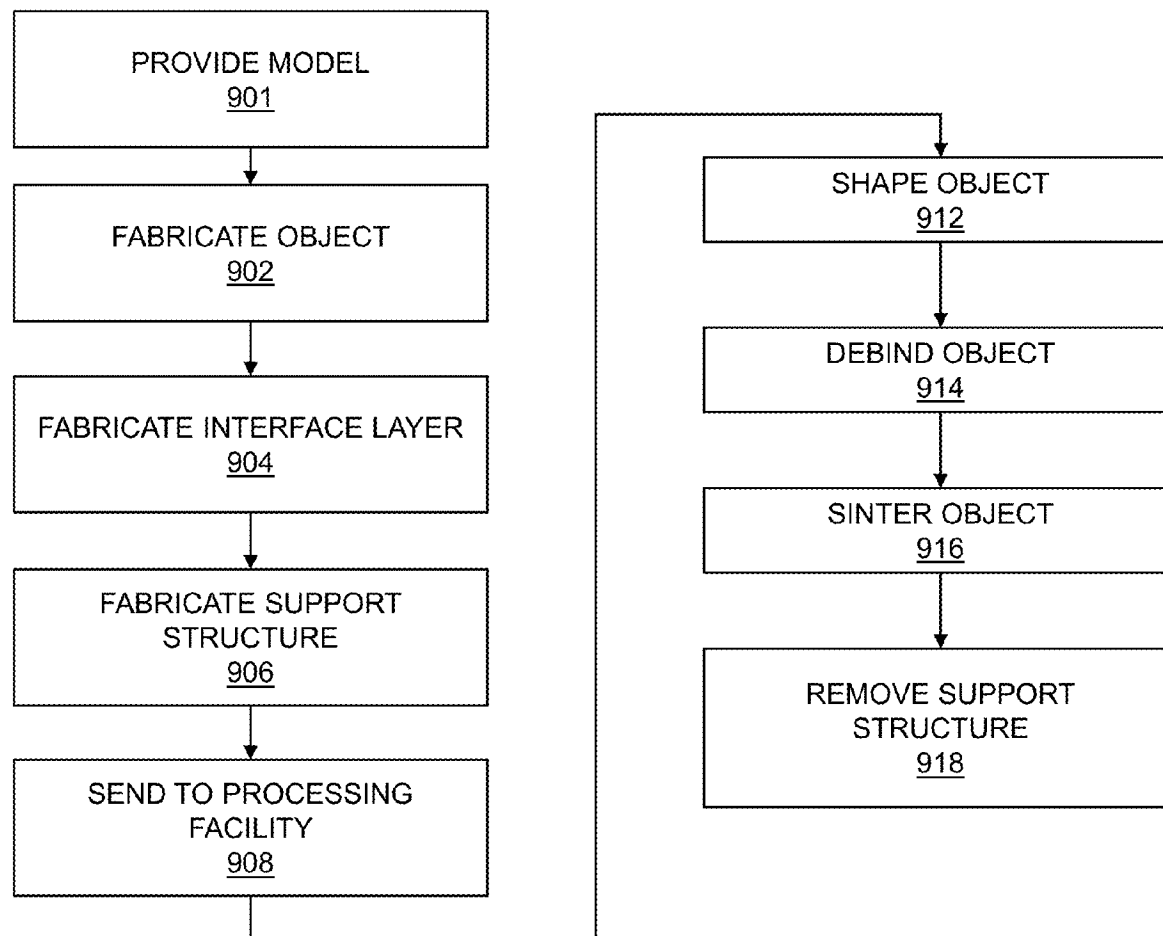 PROVIDE MODEL
901
FABRICATE OBJECT
902
FABRICATE INTERFACE LAYER
904
FABRICATE SUPPORT
STRUCTURE
906
SEND TO PROCESSING
FACILITY
908
SHAPE OBJECT
912
DEBIND OBJECT
914
SINTER OBJECT
916
REMOVE SUPPORT
STRUCTURE
918